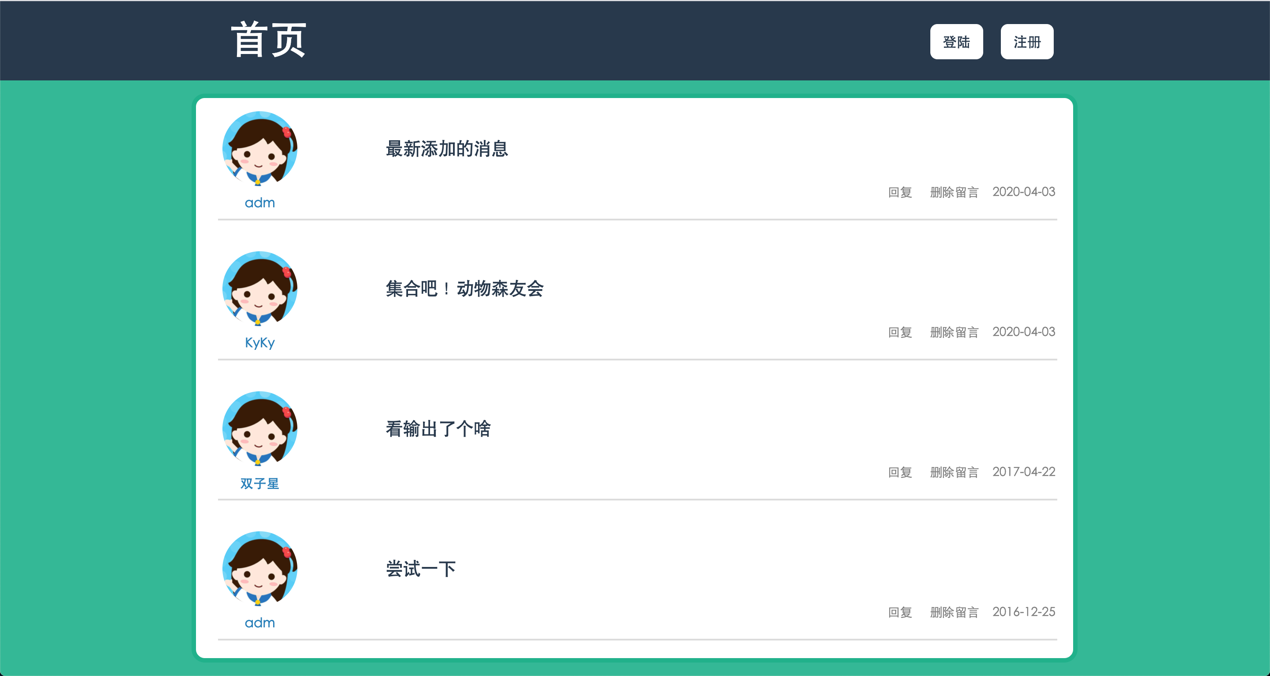 首页
登陆 注册
最新添加的消息
回复 删除留言 2020-04-03
adm
集合吧！动物森友会
回复 删除留言 2020-04-03
KyKy
看输出了个啥
回复 删除留言 2017-04-22
双子星
尝试一下
回复 删除留言 2016-12-25
adm